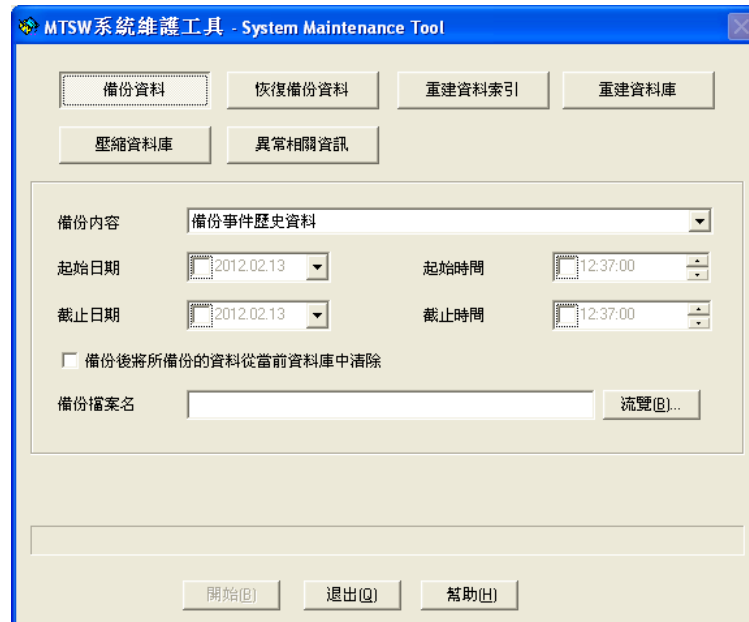 MTSW系統維護工具 - System Maintenance Tool
備份資料 恢復備份資料 重建資料索引 重建資料庫
壓縮資料庫 異常相關資訊
備份內容 備份事件歷史資料
起始日期 2012.02.13 起始時間 12:37:00
截止日期 2012.02.13 截止時間 12:37:00
備份後將所備份的資料從當前資料庫中清除
備份檔案名 流覽(B)...
開始(B) 退出(Q) 幫助(H)